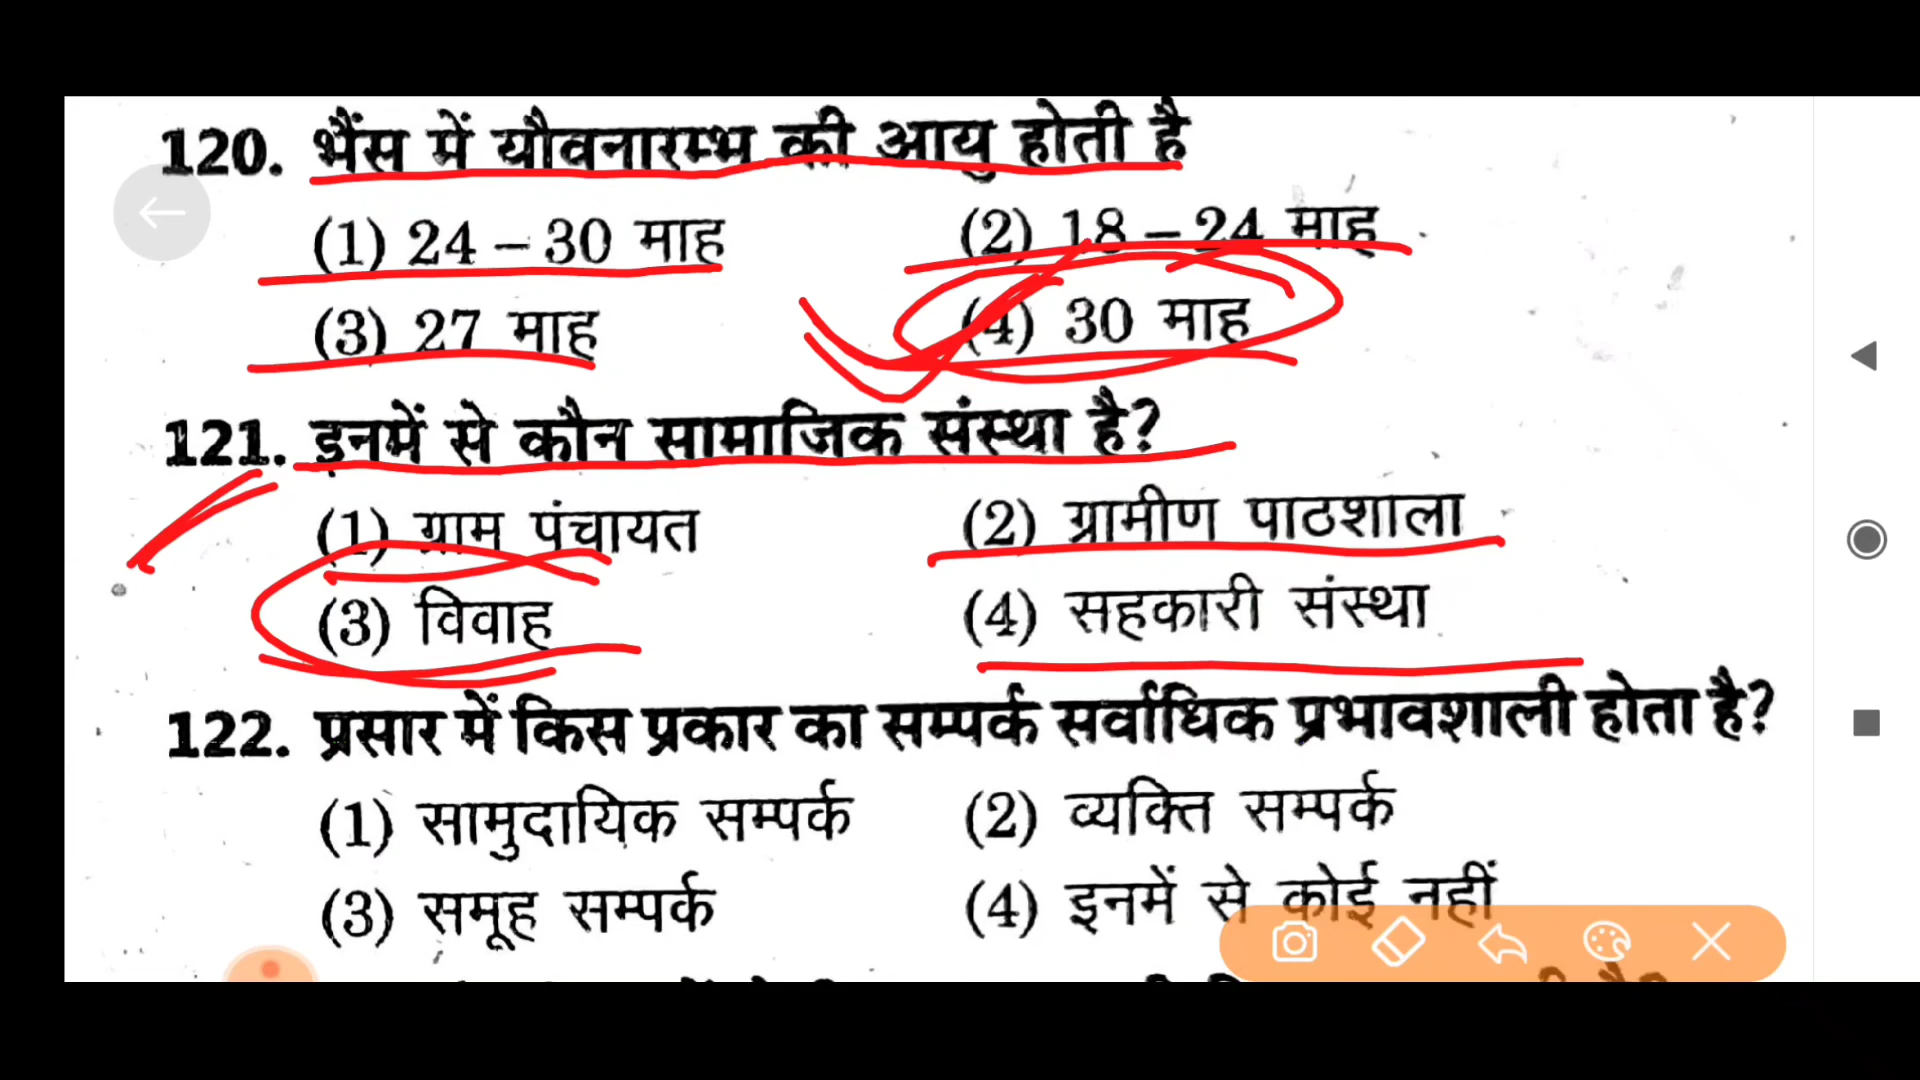 120. भैंस में यौवनारम्भ की आयु होती है
(1) 24 – 30 माह (2) 18 – 24 माह
(3) 27 माह (4) 30 माह
121. इनमें से कौन सामाजिक संस्था है?
(1) ग्राम पंचायत (2) ग्रामीण पाठशाला
(3) विवाह (4) सहकारी संस्था
122. प्रसार में किस प्रकार का सम्पर्क सर्वाधिक प्रभावशाली होता है?
(1) सामुदायिक सम्पर्क (2) व्यक्ति सम्पर्क
(3) समूह सम्पर्क (4) इनमें से कोई नहीं